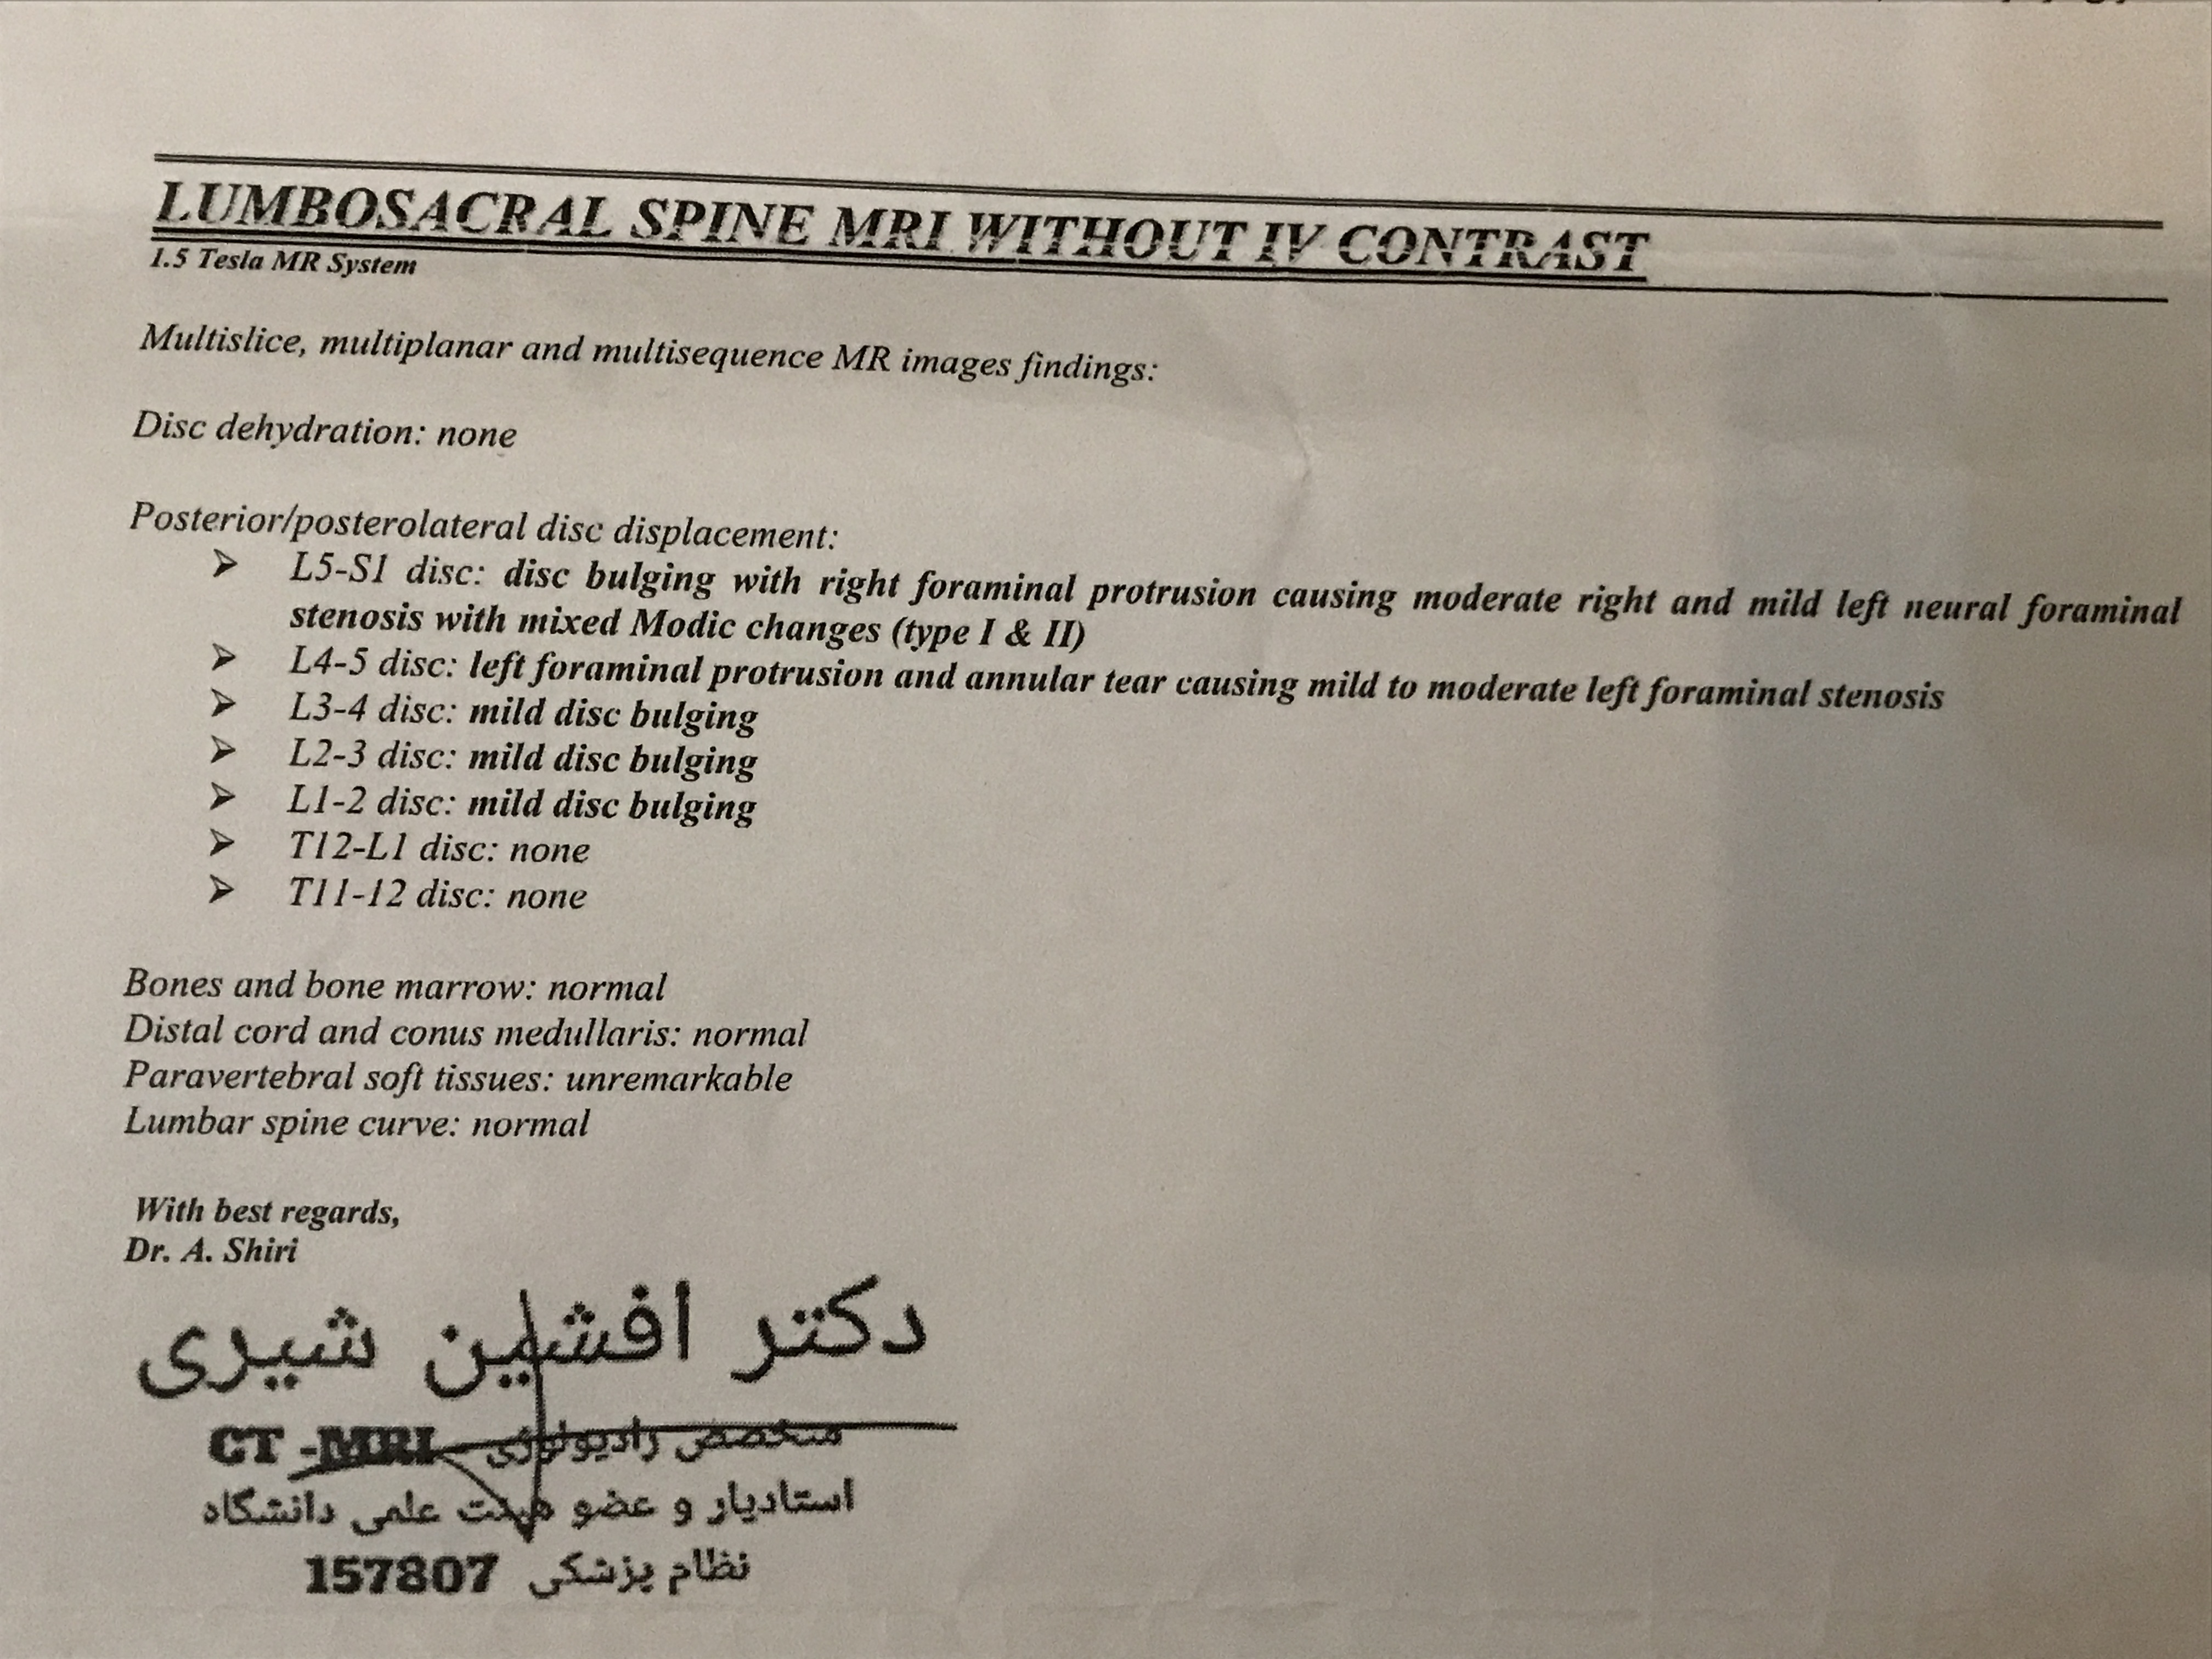 LUMBOSACRAL SPINE MRI WITHOUT IV CONTRAST
1.5 Tesla MR System
Multislice, multiplanar and multisequence MR images findings:
Disc dehydration: none
Posterior/posterolateral disc displacement:
➢ L5-S1 disc: disc bulging with right foraminal protrusion causing moderate right and mild left neural foraminal
stenosis with mixed Modic changes (type I & II)
➢ L4-5 disc: left foraminal protrusion and annular tear causing mild to moderate left foraminal stenosis
➢ L3-4 disc: mild disc bulging
➢ L2-3 disc: mild disc bulging
➢ L1-2 disc: mild disc bulging
➢ T12-L1 disc: none
➢ T11-12 disc: none
Bones and bone marrow: normal
Distal cord and conus medullaris: normal
Paravertebral soft tissues: unremarkable
Lumbar spine curve: normal
With best regards,
Dr. A. Shiri
دکتر افشین شیری
متخصص رادیولوژی - CT -MRI
استادیار و عضو هیئت علمی دانشگاه
نظام پزشکی 157807